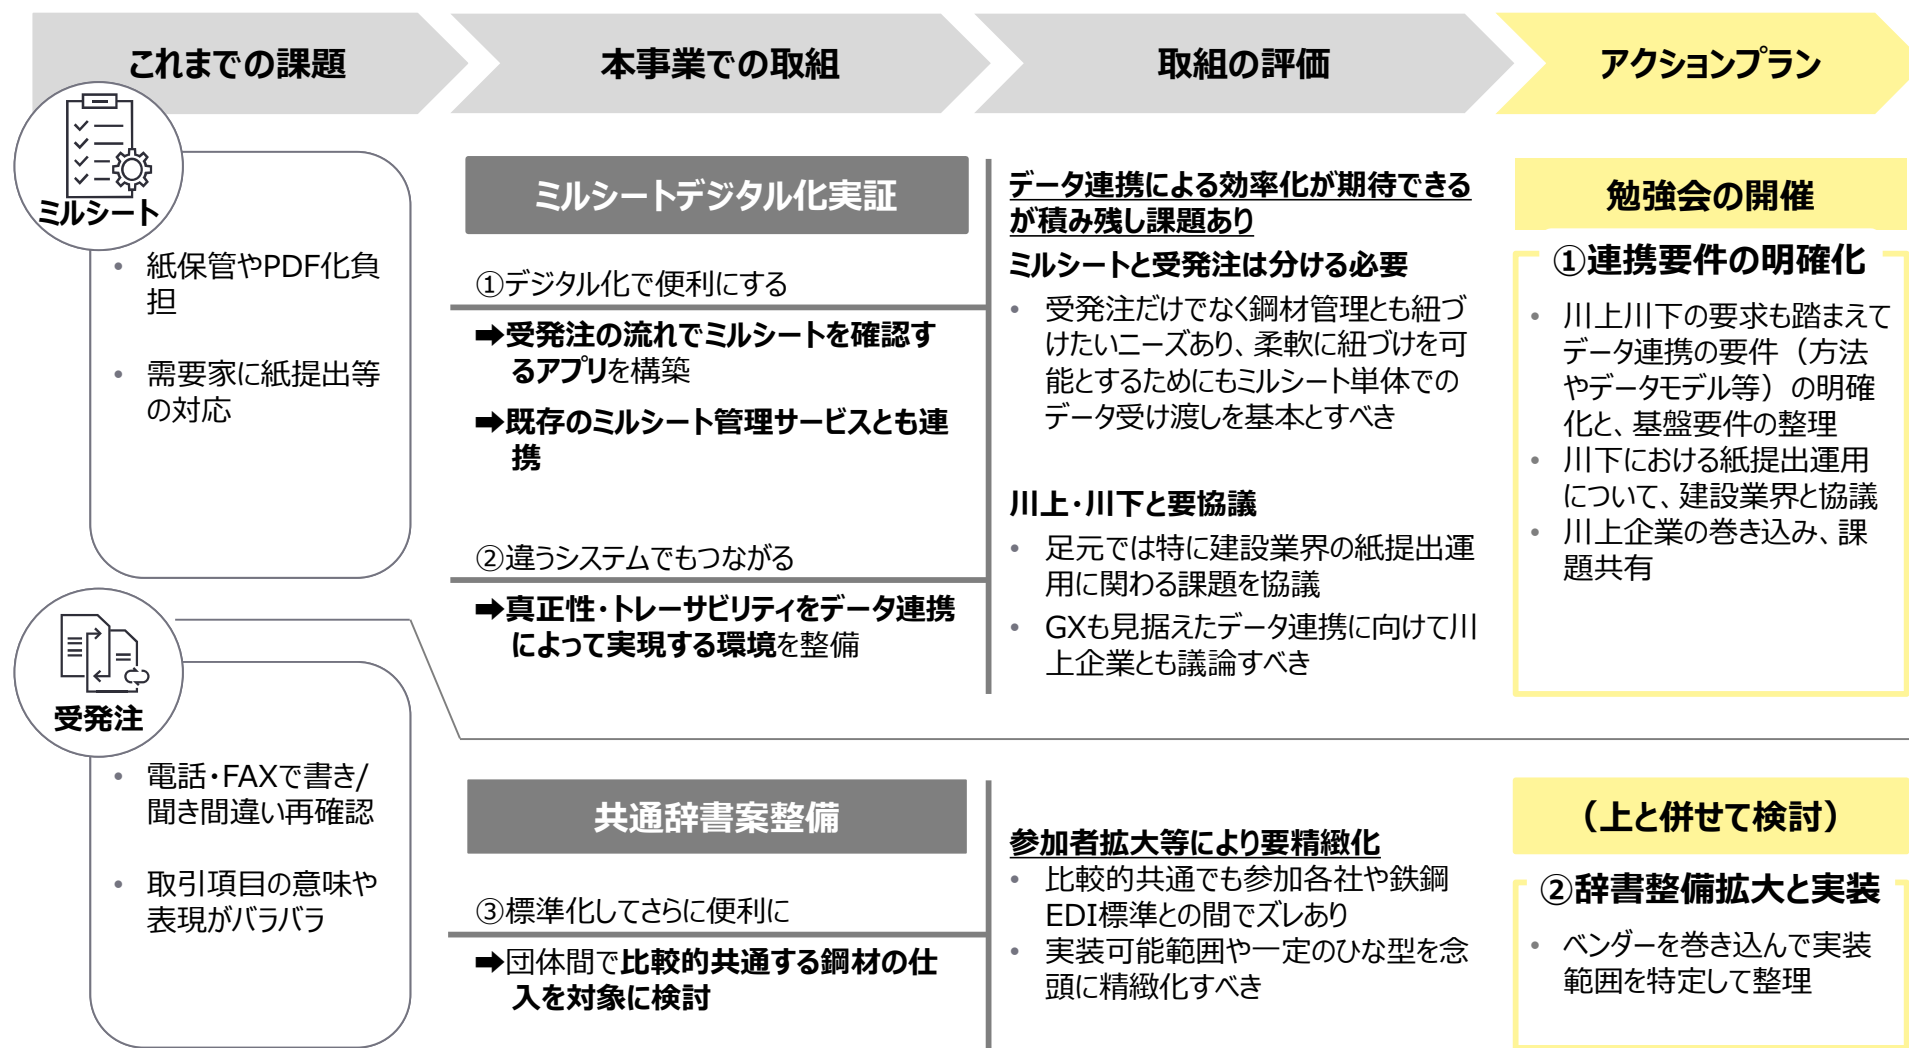 これまでの課題
本事業での取組
取組の評価
アクションプラン
ミルシート
• 紙保管やPDF化負
担
• 需要家に紙提出等
の対応
ミルシートデジタル化実証
①デジタル化で便利にする
➡受発注の流れでミルシートを確認す
るアプリを構築
➡既存のミルシート管理サービスとも連
携
②違うシステムでもつながる
➡真正性・トレーサビリティをデータ連携
によって実現する環境を整備
データ連携による効率化が期待できる
が積み残し課題あり
ミルシートと受発注は分ける必要
• 受発注だけでなく鋼材管理とも紐づ
けたいニーズあり、柔軟に紐づけを可
能とするためにもミルシート単体での
データ受け渡しを基本とすべき
川上・川下と要協議
• 足元では特に建設業界の紙提出運
用に関わる課題を協議
• GXも見据えたデータ連携に向けて川
上企業とも議論すべき
勉強会の開催
①連携要件の明確化
• 川上川下の要求も踏まえて
データ連携の要件（方法
やデータモデル等）の明確
化と、基盤要件の整理
• 川下における紙提出運用
について、建設業界と協議
• 川上企業の巻き込み、課
題共有
受発注
• 電話・FAXで書き/
聞き間違い再確認
• 取引項目の意味や
表現がバラバラ
共通辞書案整備
③標準化してさらに便利に
➡団体間で比較的共通する鋼材の仕
入を対象に検討
参加者拡大等により要精緻化
• 比較的共通でも参加各社や鉄鋼
EDI標準との間でズレあり
• 実装可能範囲や一定のひな型を念
頭に精緻化すべき
（上と併せて検討）
②辞書整備拡大と実装
• ベンダーを巻き込んで実装
範囲を特定して整理